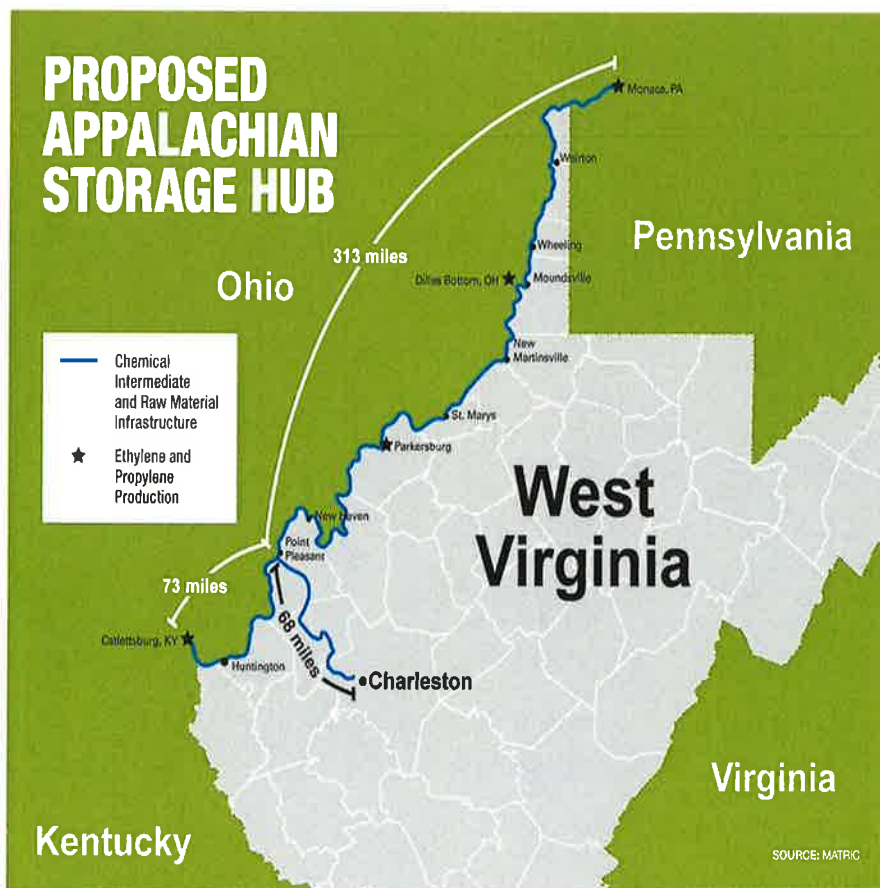 PROPOSED
APPALACHIAN
STORAGE HUB
Monaca, PA
Weirton
Pennsylvania
Wheeling
313 miles
Ohio
Dilles Bottom, OH
Moundsville
New
Martinsville
Chemical
Intermediate
and Raw Material
Infrastructure
Ethylene and
Propylene
Production
St. Marys
Parkersburg
West
Virginia
New Haven
Point
Pleasant
73 miles
68 miles
Catlettsburg, KY
Huntington
Charleston
Virginia
Kentucky
SOURCE: MATRIC